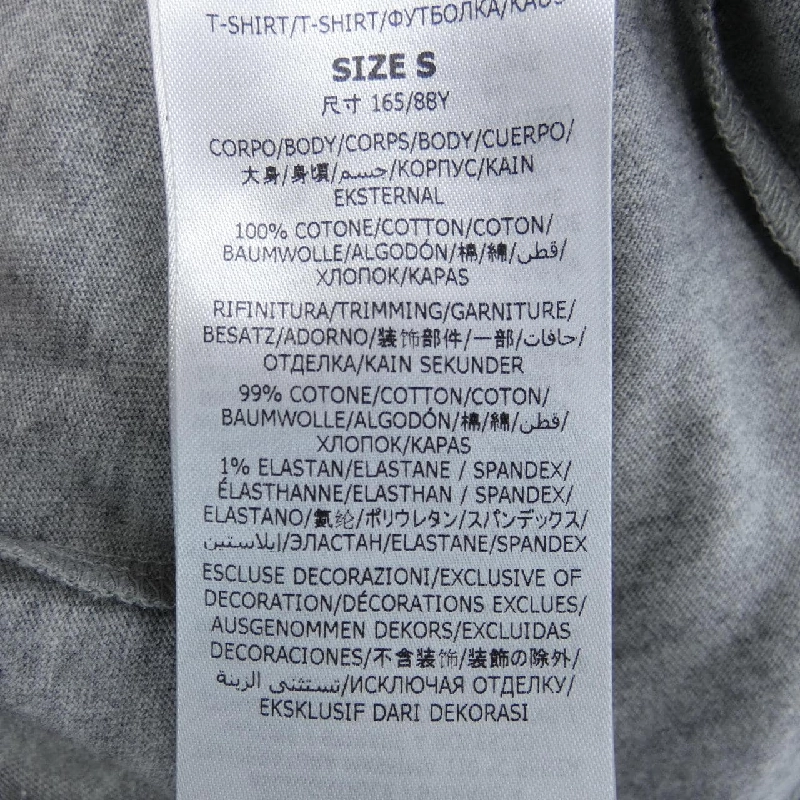 T-SHIRT/T-SHIRT/ФУТБОЛКА/KAOS
SIZE S
尺寸 165/88Y
CORPO/BODY/CORPS/BODY/CUERPO/
大身/身頃/جسم/КОРПУС/KAIN
EKSTERNAL
100% COTONE/COTTON/COTON/
BAUMWOLLE/ALGODÓN/棉/綿/قطن/
ХЛОПОК/KAPAS
RIFINITURA/TRIMMING/GARNITURE/
BESATZ/ADORNO/装饰部件/一部/حافات/
ОТДЕЛКА/KAIN SEKUNDER
99% COTONE/COTTON/COTON/
BAUMWOLLE/ALGODÓN/棉/綿/قطن/
ХЛОПОК/KAPAS
1% ELASTAN/ELASTANE / SPANDEX/
ÉLASTHANNE/ELASTHAN / SPANDEX/
ELASTANO/氨纶/ポリウレタン/スパンデックス/
إيلاستين/ЭЛАСТАН/ELASTANE/SPANDEX
ESCLUSE DECORAZIONI/EXCLUSIVE OF
DECORATION/DÉCORATIONS EXCLUES/
AUSGENOMMEN DEKORS/EXCLUIDAS
DECORACIONES/不含装饰/装飾の除外/
تستثنى الزينة/ИСКЛЮЧАЯ ОТДЕЛКУ/
EKSKLUSIF DARI DEKORASI